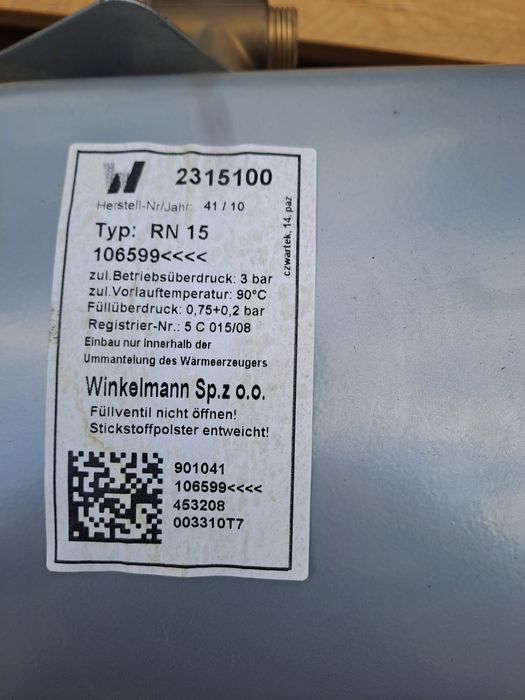 W 2315100
Herstell-Nr/Jahr: 41 / 10
Typ: RN 15
106599<<<<
zul.Betriebsüberdruck: 3 bar
zul.Vorlauftemperatur: 90°C
Füllüberdruck: 0,75+0,2 bar
Registrier-Nr.: 5 C 015/08
Einbau nur innerhalb der
Ummantelung des Wärmeerzeugers
Winkelmann Sp.z o.o.
Füllventil nicht öffnen!
Stickstoffpolster entweicht!
901041
106599<<<<
453208
003310T7
czwartek, 14. paź